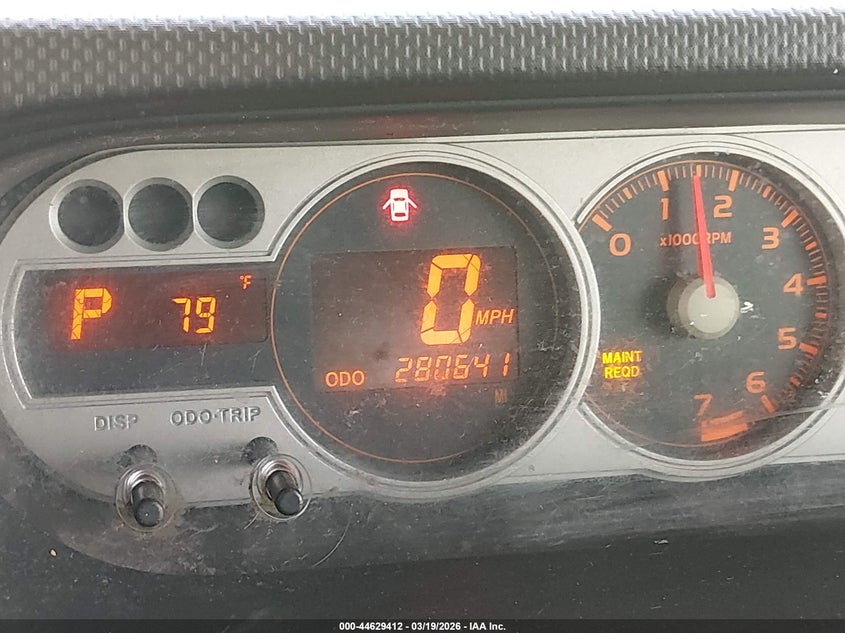 P 79 °F
0 MPH
ODO 280641
DISP ODO·TRIP
0 1 2 3 4 5 6 7
x1000RPM
MAINT
REQD
000-44629412 - 03/19/2026 - IAA Inc.